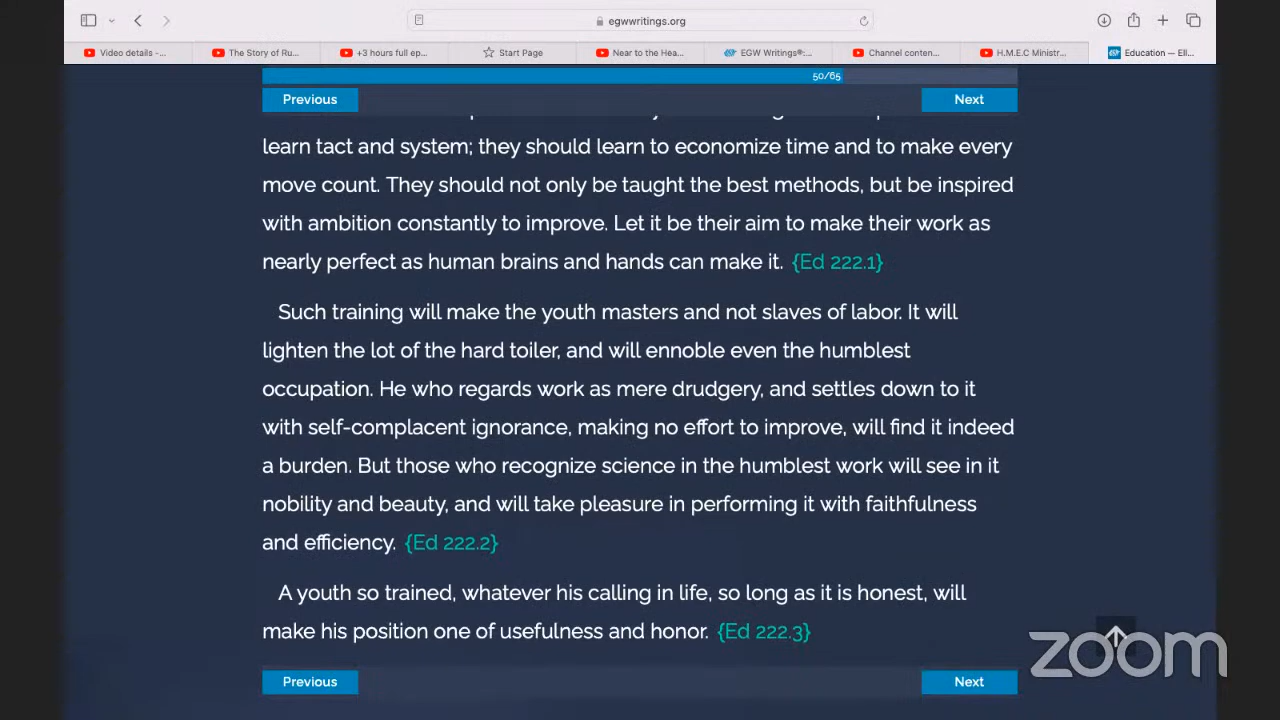 egwwritings.org
Video details -...
The Story of Ru...
+3 hours full ep...
Start Page
Near to the Hea...
EGW Writings®:...
Channel conten...
H.M.E.C Ministr...
Education — Ell...
50/65
Previous
Next
learn tact and system; they should learn to economize time and to make every
move count. They should not only be taught the best methods, but be inspired
with ambition constantly to improve. Let it be their aim to make their work as
nearly perfect as human brains and hands can make it. {Ed 222.1}
Such training will make the youth masters and not slaves of labor. It will
lighten the lot of the hard toiler, and will ennoble even the humblest
occupation. He who regards work as mere drudgery, and settles down to it
with self-complacent ignorance, making no effort to improve, will find it indeed
a burden. But those who recognize science in the humblest work will see in it
nobility and beauty, and will take pleasure in performing it with faithfulness
and efficiency. {Ed 222.2}
A youth so trained, whatever his calling in life, so long as it is honest, will
make his position one of usefulness and honor. {Ed 222.3}
zoom
Previous
Next